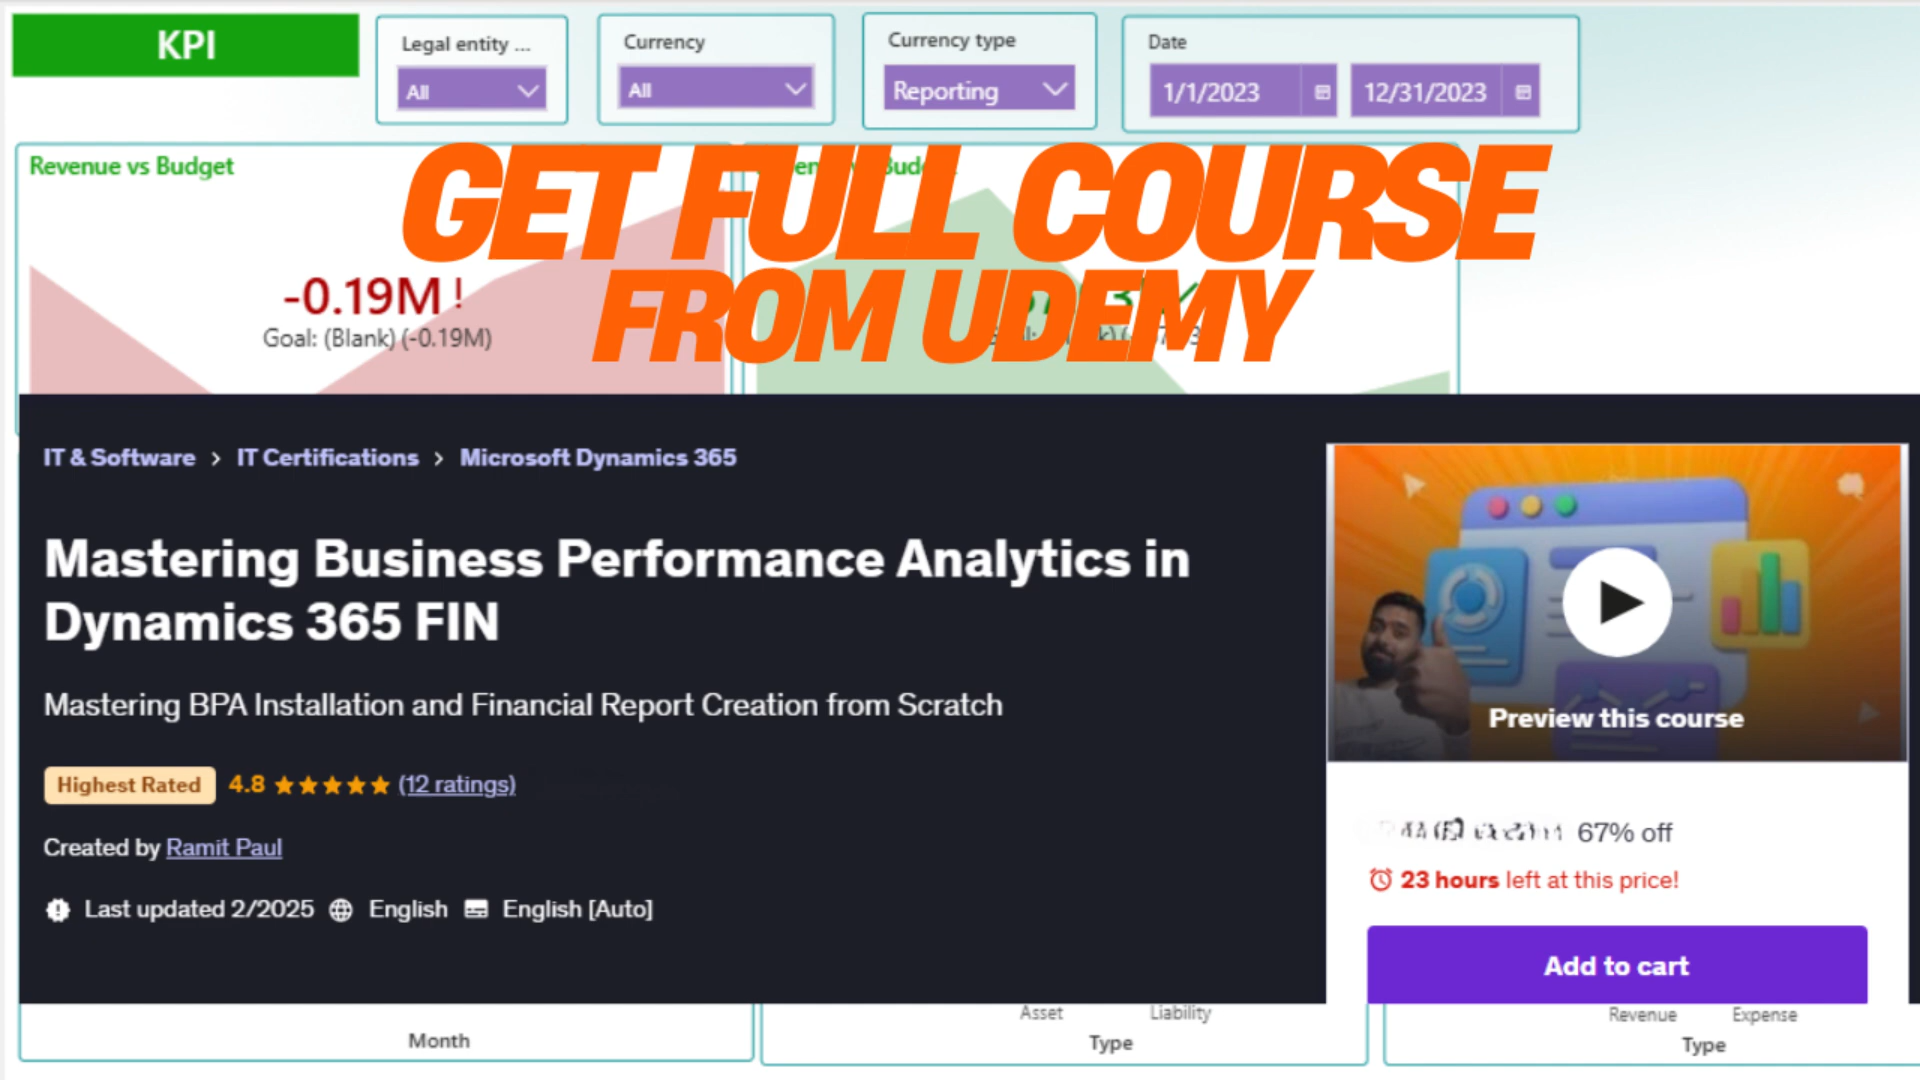 KPI
Legal entity ...
All
Currency
All
Currency type
Reporting
Date
1/1/2023
12/31/2023
Revenue vs Budget
GET FULL COURSE
FROM UDEMY
-0.19M!
Goal: (Blank) (-0.19M)
IT & Software > IT Certifications > Microsoft Dynamics 365
Mastering Business Performance Analytics in
Dynamics 365 FIN
Mastering BPA Installation and Financial Report Creation from Scratch
Highest Rated 4.8 (12 ratings)
Created by Ramit Paul
Last updated 2/2025 English English [Auto]
Preview this course
67% off
23 hours left at this price!
Add to cart
Month
Asset Liability
Type
Revenue Expense
Type